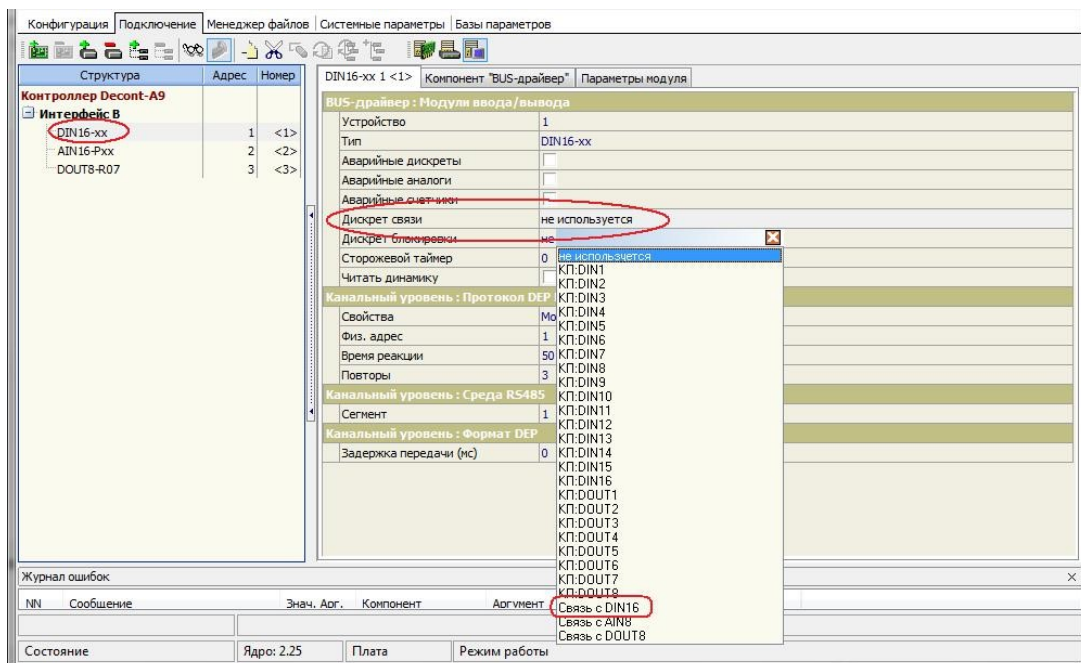 Конфигурация Подключение Менеджер файлов Системные параметры Базы параметров
Структура Адрес Номер
Контроллер Decont-A9
Интерфейс B
DIN16-xx 1 <1>
AIN16-Pxx 2 <2>
DOUT8-R07 3 <3>
DIN16-xx 1 <1> Компонент "BUS-драйвер" Параметры модуля
BUS-драйвер : Модули ввода/вывода
Устройство 1
Тип DIN16-xx
Аварийные дискреты
Аварийные аналоги
Аварийные счетчики
Дискрет связи не используется
Дискрет блокировки не
Сторожевой таймер 0
Читать динамику
Канальный уровень : Протокол DEP
Свойства Мо
Физ. адрес 1
Время реакции 50
Повторы 3
Канальный уровень : Среда RS485
Сегмент 1
Канальный уровень : Формат DEP
Задержка передачи (мс) 0
не используется
КП:DIN1
КП:DIN2
КП:DIN3
КП:DIN4
КП:DIN5
КП:DIN6
КП:DIN7
КП:DIN8
КП:DIN9
КП:DIN10
КП:DIN11
КП:DIN12
КП:DIN13
КП:DIN14
КП:DIN15
КП:DIN16
КП:DOUT1
КП:DOUT2
КП:DOUT3
КП:DOUT4
КП:DOUT5
КП:DOUT6
КП:DOUT7
КП:DOUT8
Связь с DIN16
Связь с AIN8
Связь с DOUT8
Журнал ошибок
NN Сообщение Знач. Арг. Компонент Аргумент
Состояние Ядро: 2.25 Плата Режим работы